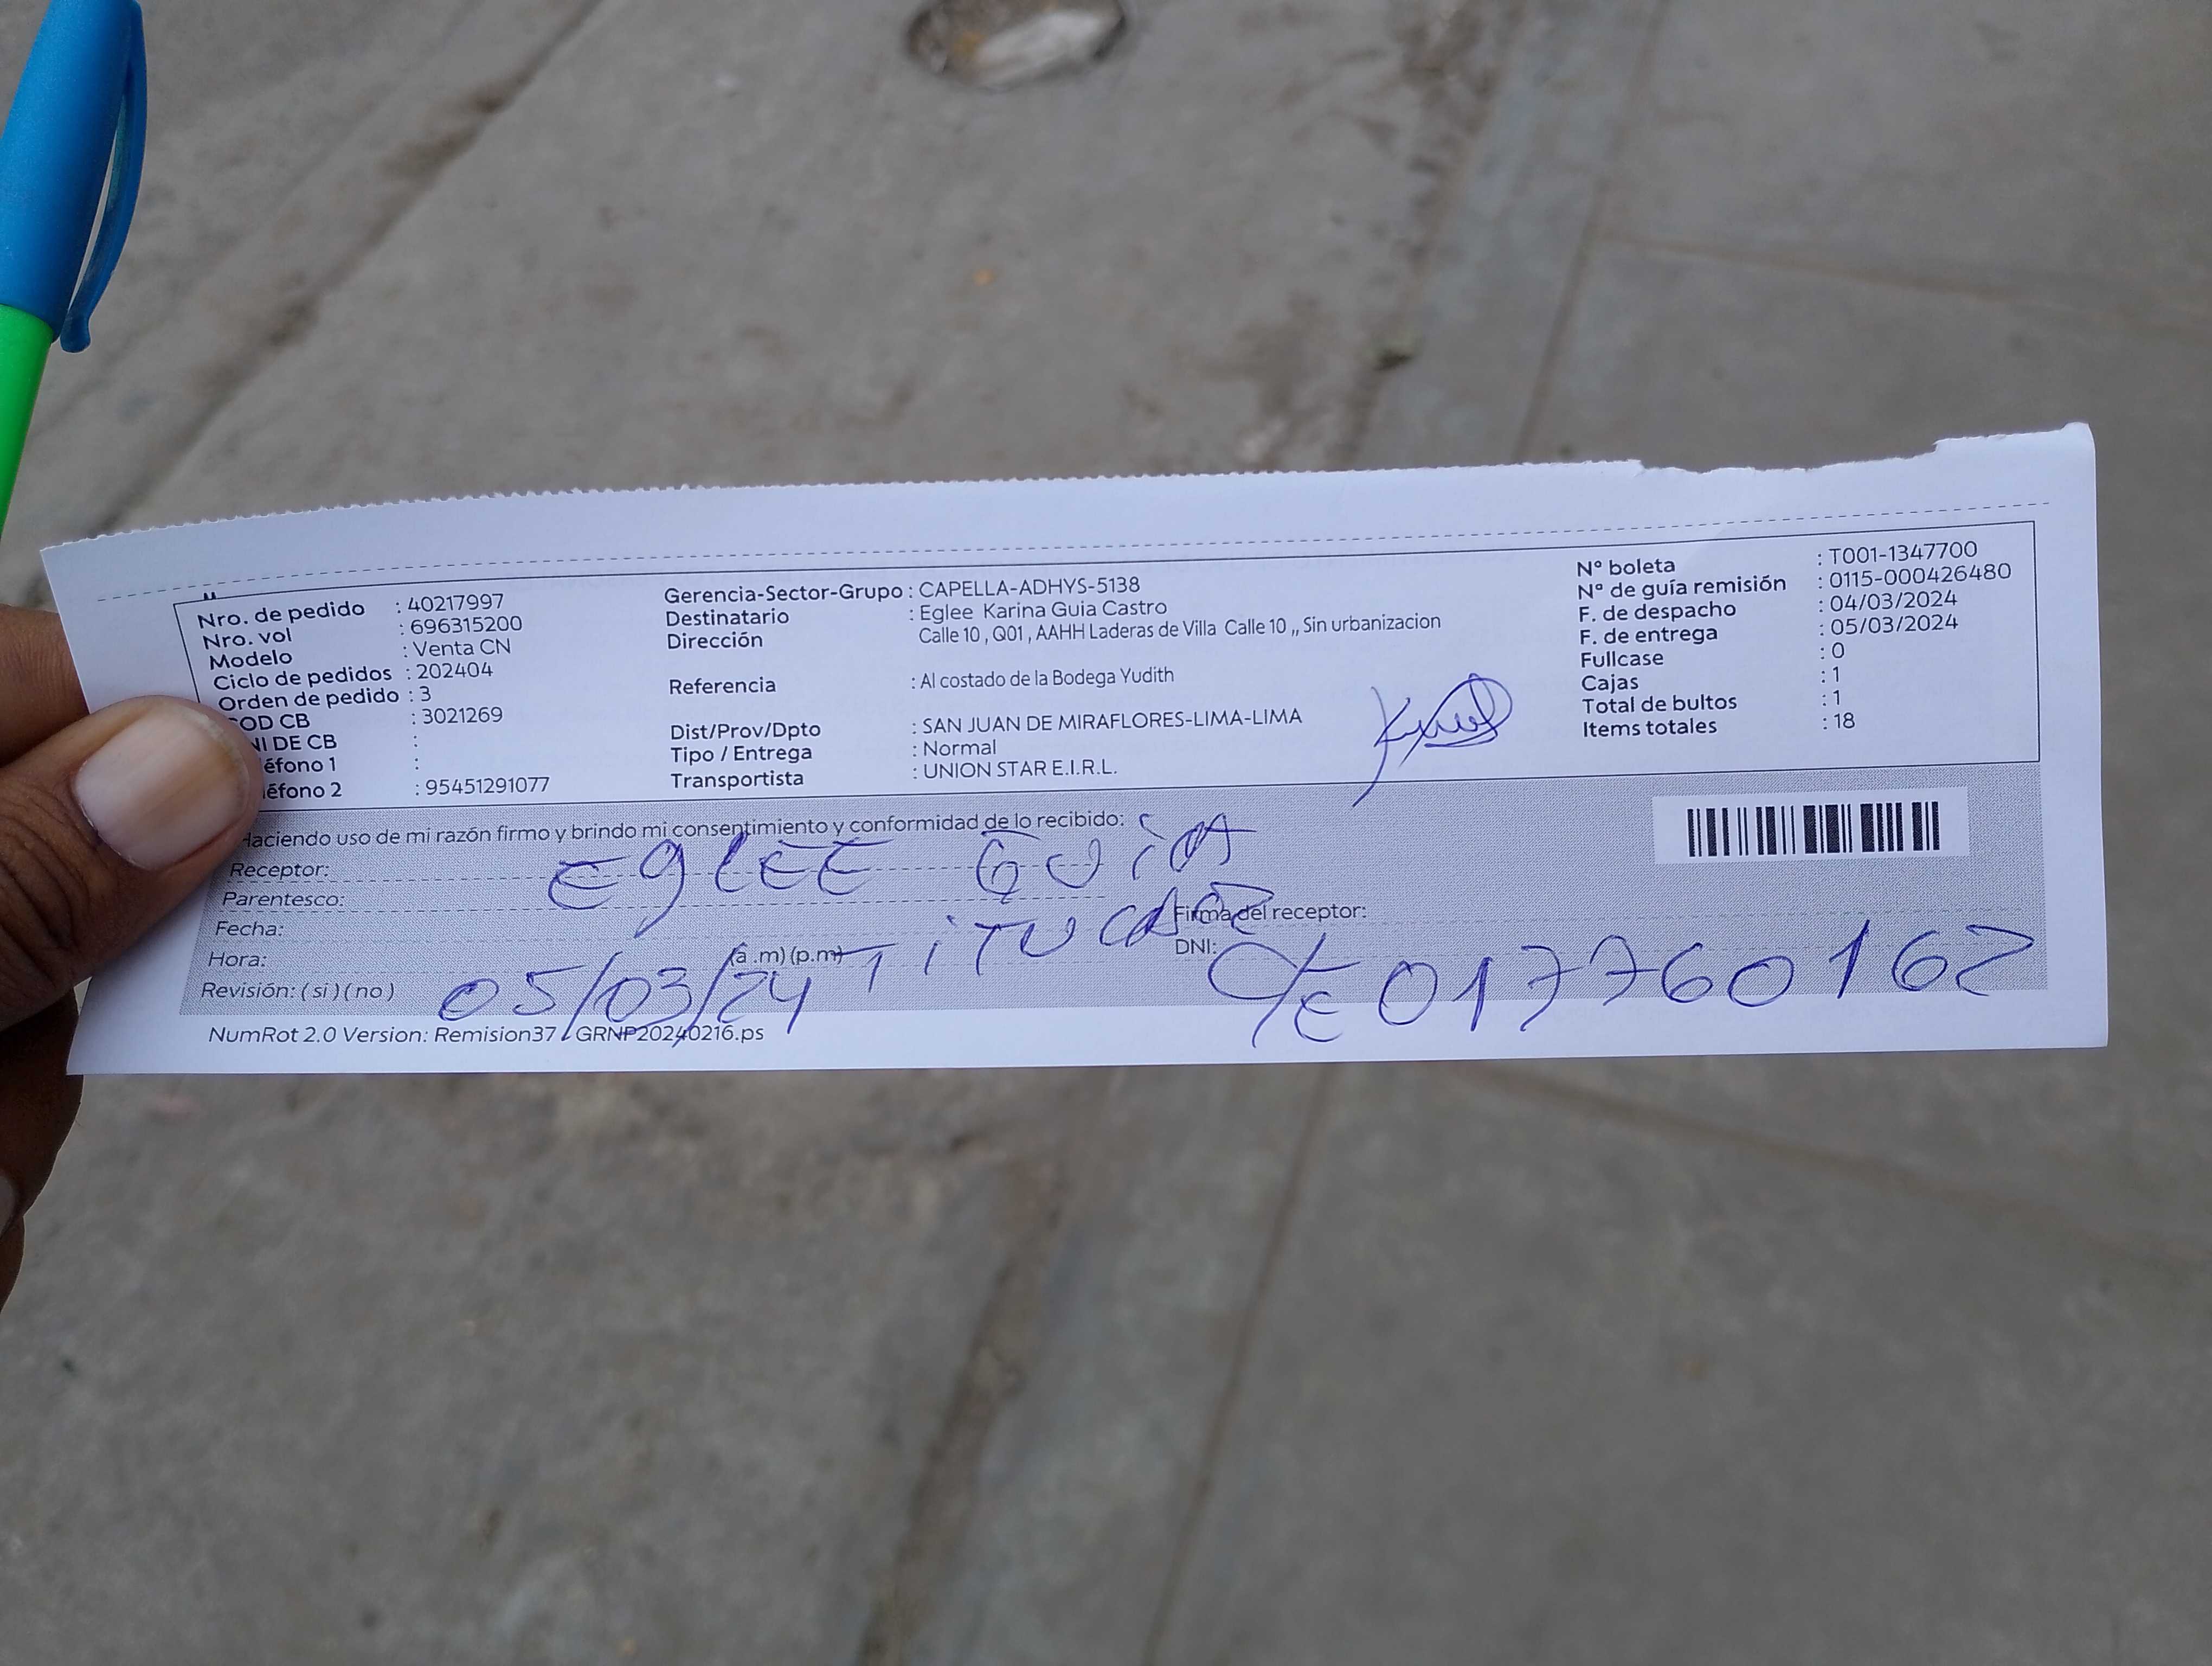 Nro. de pedido : 40217997
Nro. vol : 696315200
Modelo : Venta CN
Ciclo de pedidos : 202404
Orden de pedido : 3
OD CB : 3021269
NI DE CB :
éfono 1 :
léfono 2 : 95451291077
Gerencia-Sector-Grupo : CAPELLA-ADHYS-5138
Destinatario : Eglee Karina Guia Castro
Dirección Calle 10 , Q01 , AAHH Laderas de Villa Calle 10 ,, Sin urbanizacion
Referencia : Al costado de la Bodega Yudith
Dist/Prov/Dpto : SAN JUAN DE MIRAFLORES-LIMA-LIMA
Tipo / Entrega : Normal
Transportista : UNION STAR E.I.R.L.
N° boleta : T001-1347700
Nª de guía remisión : 0115-000426480
F. de despacho : 04/03/2024
F. de entrega : 05/03/2024
Fullcase : 0
Cajas : 1
Total de bultos : 1
Items totales : 18
Haciendo uso de mi razón firmo y brindo mi consentimiento y conformidad de lo recibido:
Receptor: EglEE GUiA
Parentesco:
Fecha: Firma del receptor:
Hora: (a .m) (p.m) DNI: C/E 017760162
Revisión: ( si ) ( no ) 05/03/24
NumRot 2.0 Version: Remision37 GRNP20240216.ps